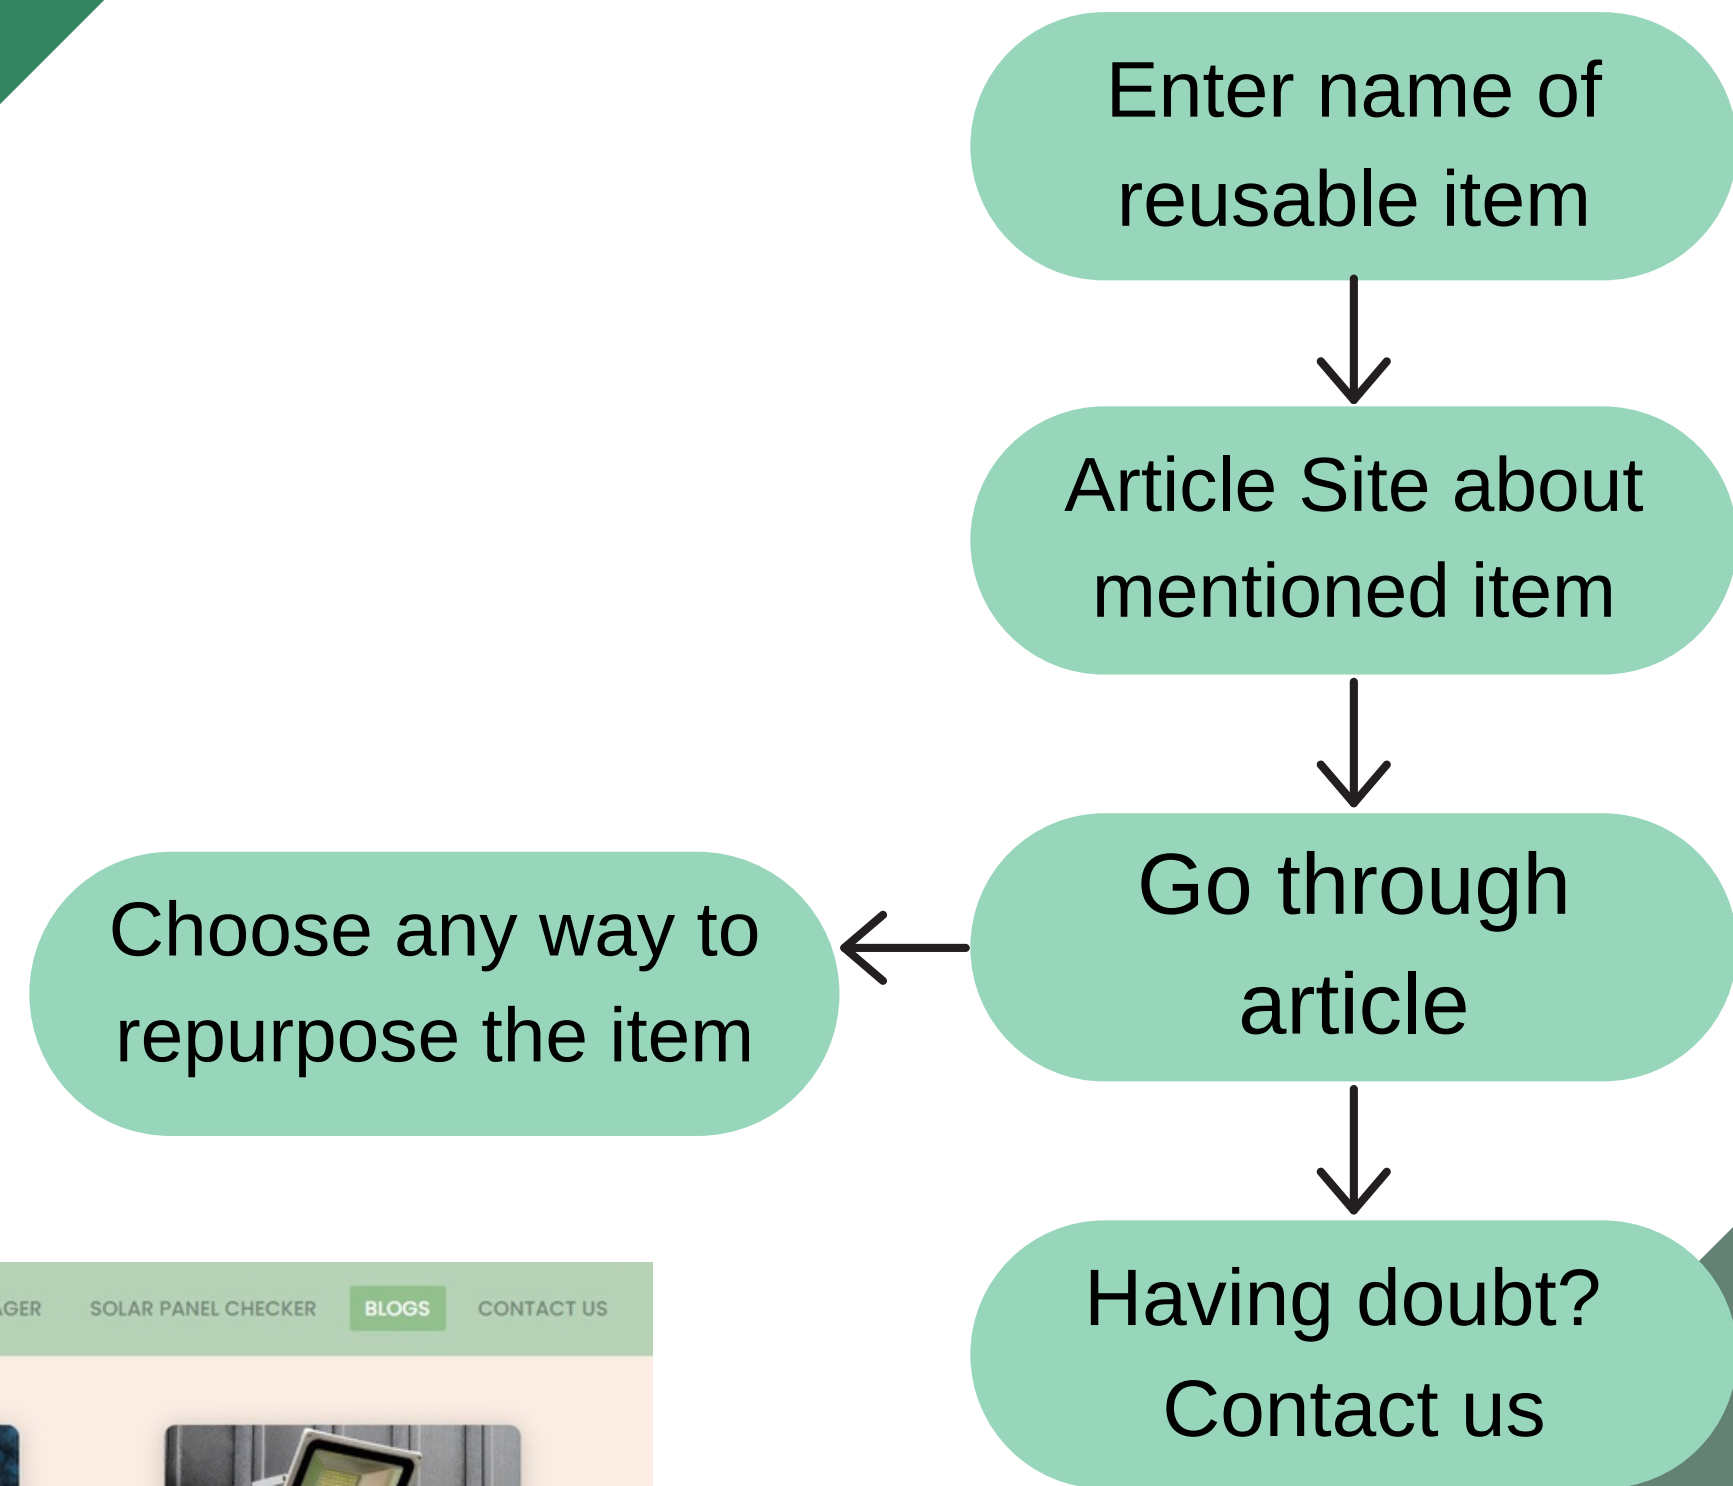 Enter name of
reusable item
Article Site about
mentioned item
Go through
article
Choose any way to
repurpose the item
Having doubt?
Contact us
SOLAR PANEL CHECKER BLOGS CONTACT US